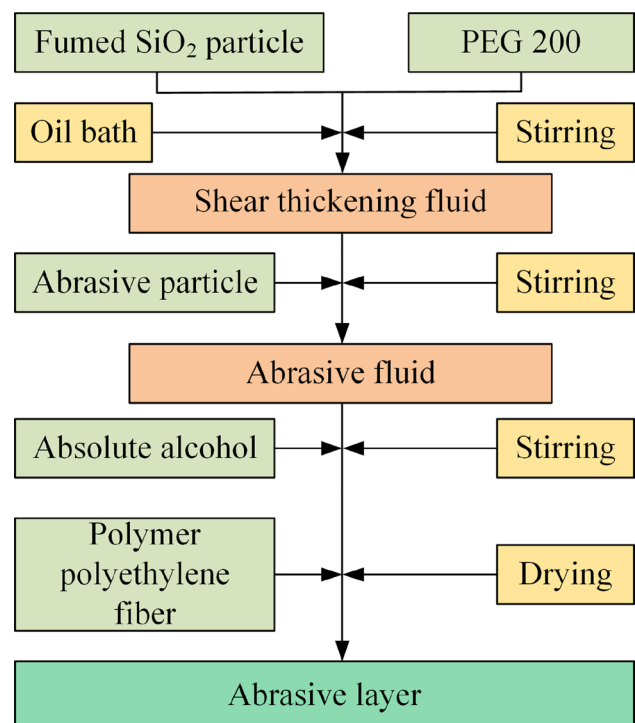 Fumed SiO₂ particle
PEG 200
Oil bath
Stirring
Shear thickening fluid
Abrasive particle
Stirring
Abrasive fluid
Absolute alcohol
Stirring
Polymer
polyethylene
fiber
Drying
Abrasive layer